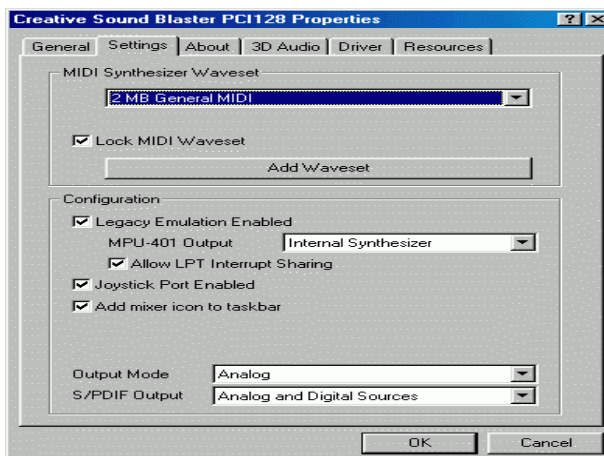 Creative Sound Blaster PCI128 Properties
General Settings About 3D Audio Driver Resources
MIDI Synthesizer Waveset
2 MB General MIDI
Lock MIDI Waveset
Add Waveset
Configuration
Legacy Emulation Enabled
MPU-401 Output Internal Synthesizer
Allow LPT Interrupt Sharing
Joystick Port Enabled
Add mixer icon to taskbar
Output Mode Analog
S/PDIF Output Analog and Digital Sources
OK Cancel